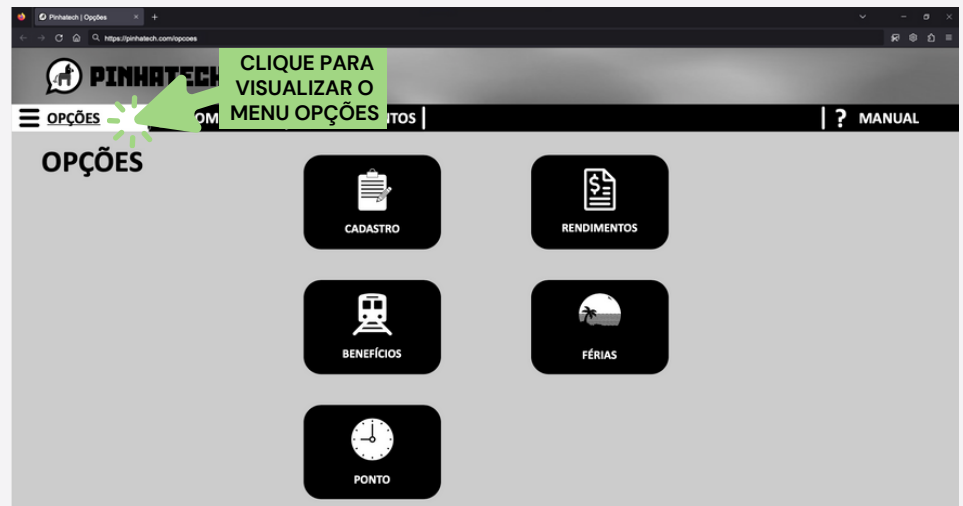 Pinhatech | Opções
https://pinhatech.com/opcoes
PINHATECH
CLIQUE PARA
VISUALIZAR O
MENU OPÇÕES
OPÇÕES
? MANUAL
OPÇÕES
CADASTRO
RENDIMENTOS
BENEFÍCIOS
FÉRIAS
PONTO